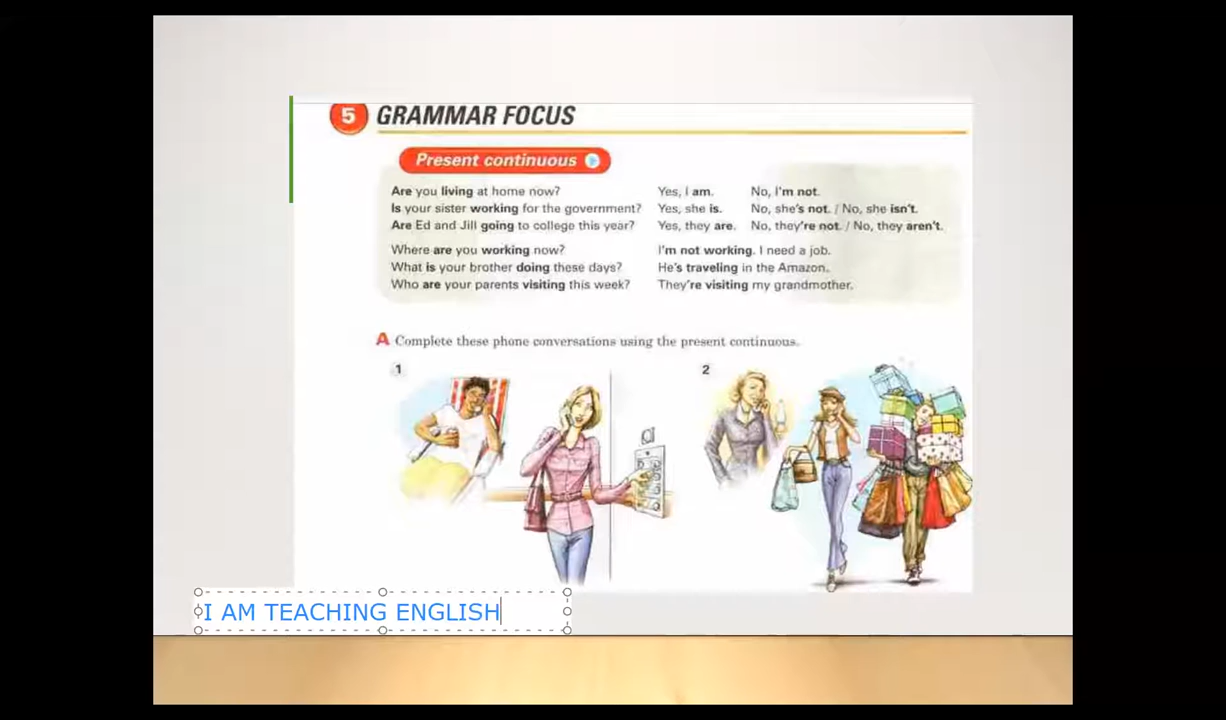 5 GRAMMAR FOCUS
Present continuous
Are you living at home now? Yes, I am. No, I'm not.
Is your sister working for the government? Yes, she is. No, she's not. / No, she isn't.
Are Ed and Jill going to college this year? Yes, they are. No, they're not. / No, they aren't.
Where are you working now? I'm not working. I need a job.
What is your brother doing these days? He's traveling in the Amazon.
Who are your parents visiting this week? They're visiting my grandmother.
A Complete these phone conversations using the present continuous.
1 2
I AM TEACHING ENGLISH